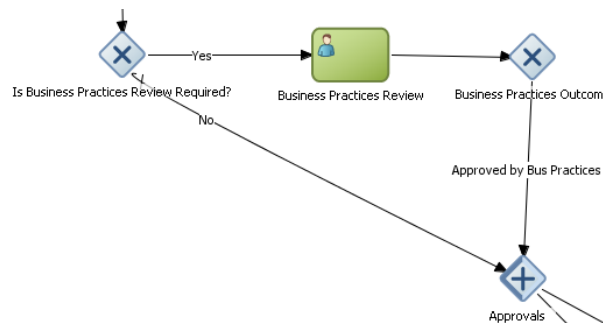 Yes
Is Business Practices Review Required?
Business Practices Review
Business Practices Outcom
No
Approved by Bus Practices
Approvals